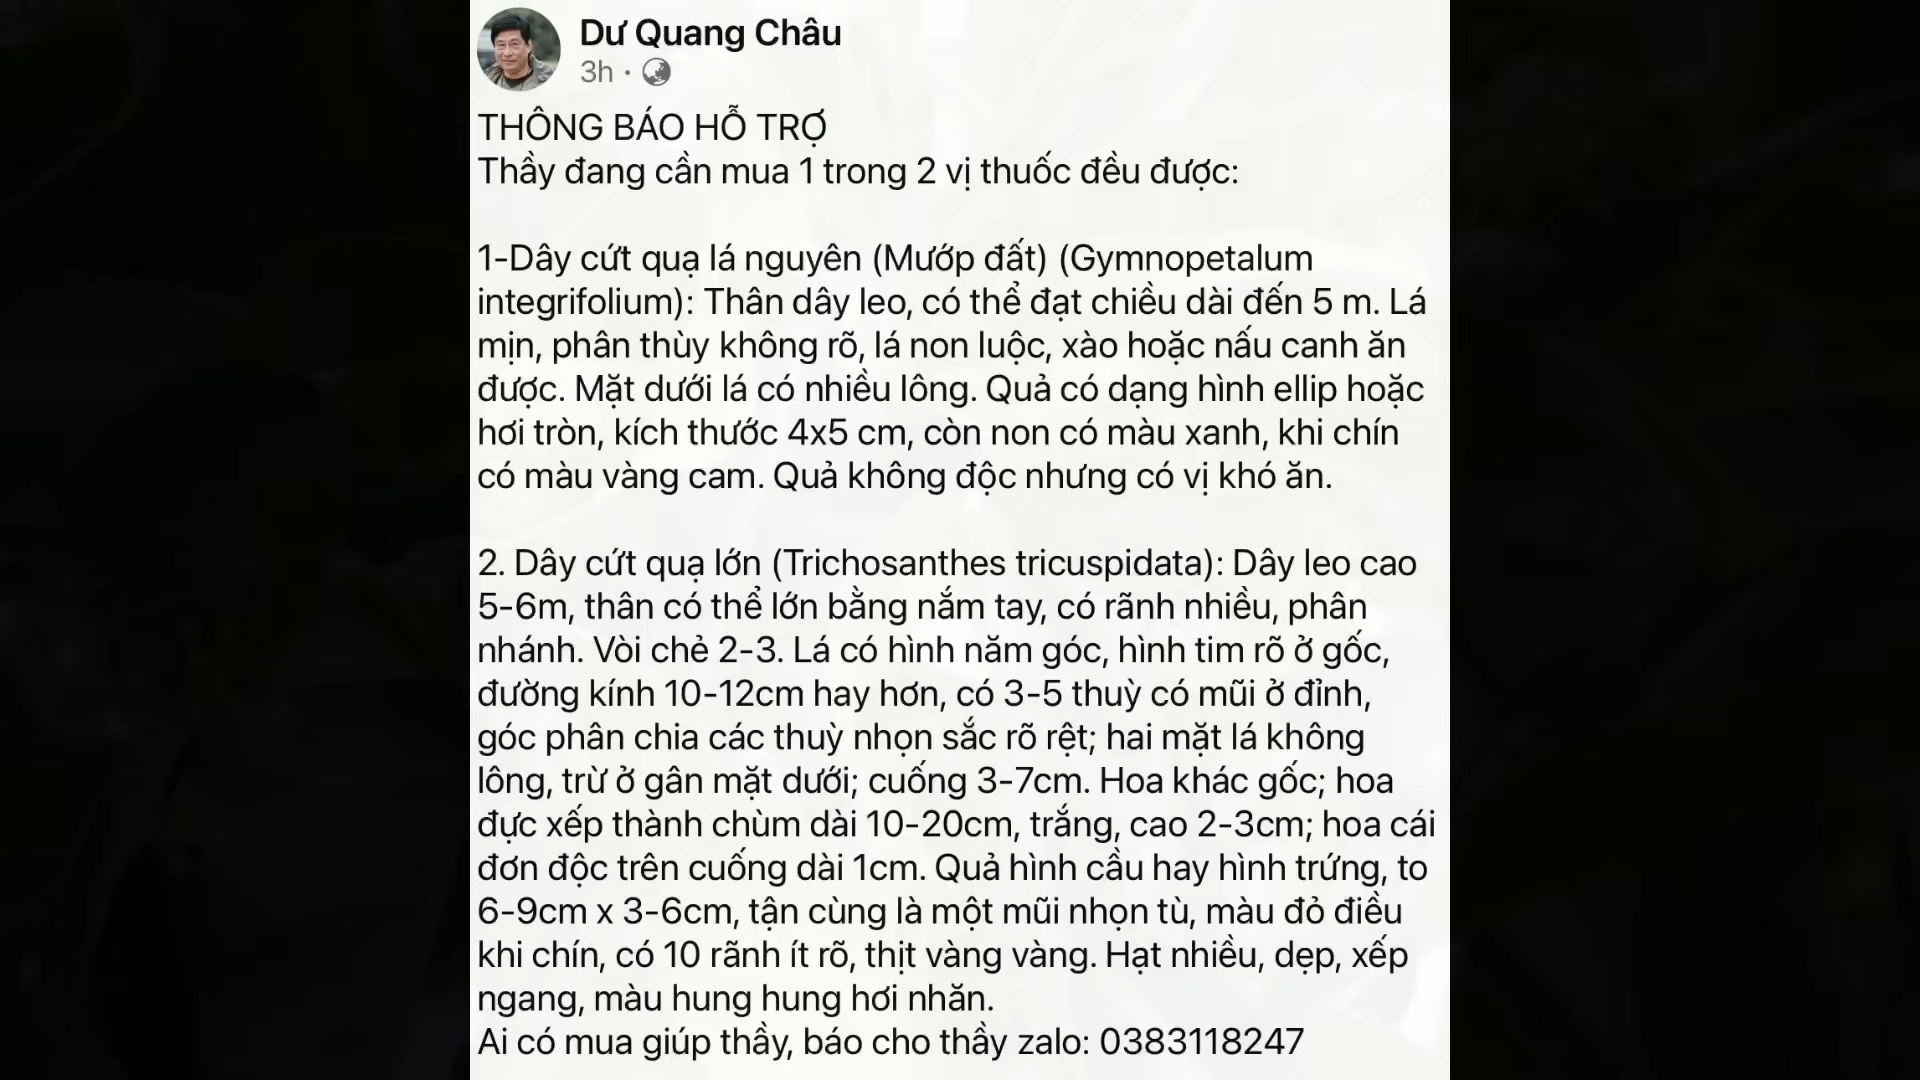 Dư Quang Châu
3h ·
THÔNG BÁO HỖ TRỢ
Thầy đang cần mua 1 trong 2 vị thuốc đều được:
1-Dây cứt quạ lá nguyên (Mướp đất) (Gymnopetalum
integrifolium): Thân dây leo, có thể đạt chiều dài đến 5 m. Lá
mịn, phân thùy không rõ, lá non luộc, xào hoặc nấu canh ăn
được. Mặt dưới lá có nhiều lông. Quả có dạng hình ellip hoặc
hơi tròn, kích thước 4x5 cm, còn non có màu xanh, khi chín
có màu vàng cam. Quả không độc nhưng có vị khó ăn.
2. Dây cứt quạ lớn (Trichosanthes tricuspidata): Dây leo cao
5-6m, thân có thể lớn bằng nắm tay, có rãnh nhiều, phân
nhánh. Vòi chẻ 2-3. Lá có hình năm góc, hình tim rõ ở gốc,
đường kính 10-12cm hay hơn, có 3-5 thuỳ có mũi ở đỉnh,
góc phân chia các thuỳ nhọn sắc rõ rệt; hai mặt lá không
lông, trừ ở gân mặt dưới; cuống 3-7cm. Hoa khác gốc; hoa
đực xếp thành chùm dài 10-20cm, trắng, cao 2-3cm; hoa cái
đơn độc trên cuống dài 1cm. Quả hình cầu hay hình trứng, to
6-9cm x 3-6cm, tận cùng là một mũi nhọn tù, màu đỏ điều
khi chín, có 10 rãnh ít rõ, thịt vàng vàng. Hạt nhiều, dẹp, xếp
ngang, màu hung hung hơi nhăn.
Ai có mua giúp thầy, báo cho thầy zalo: 0383118247